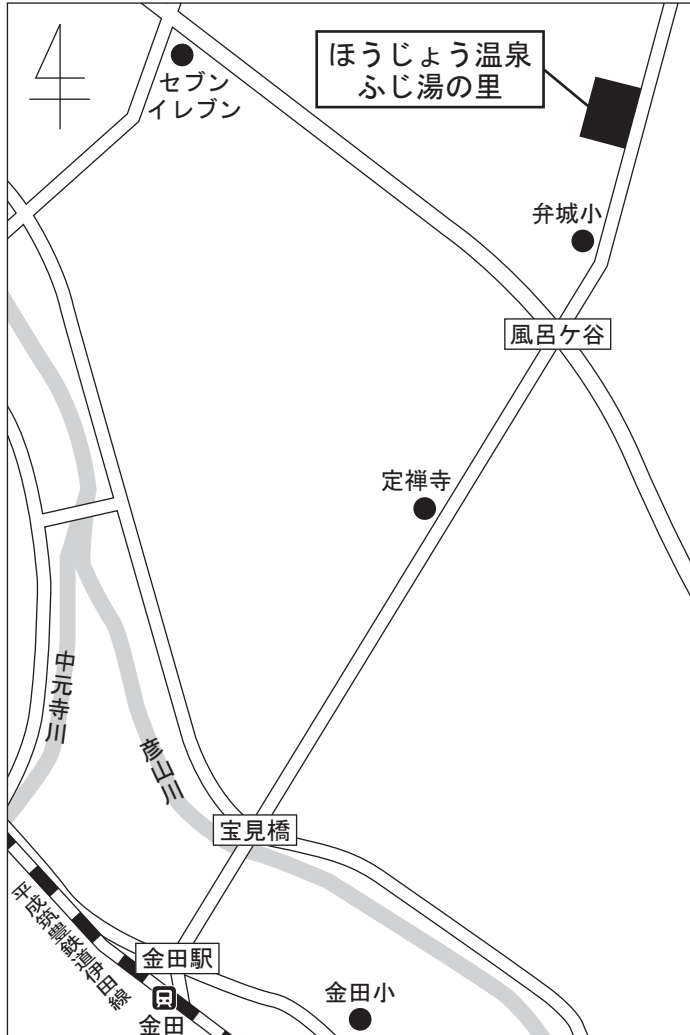 ほうじょう温泉
ふじ湯の里
セブン
イレブン
弁城小
風呂ケ谷
定禅寺
中元寺川
彦山川
宝見橋
平成筑豊鉄道伊田線
金田駅
金田
金田小